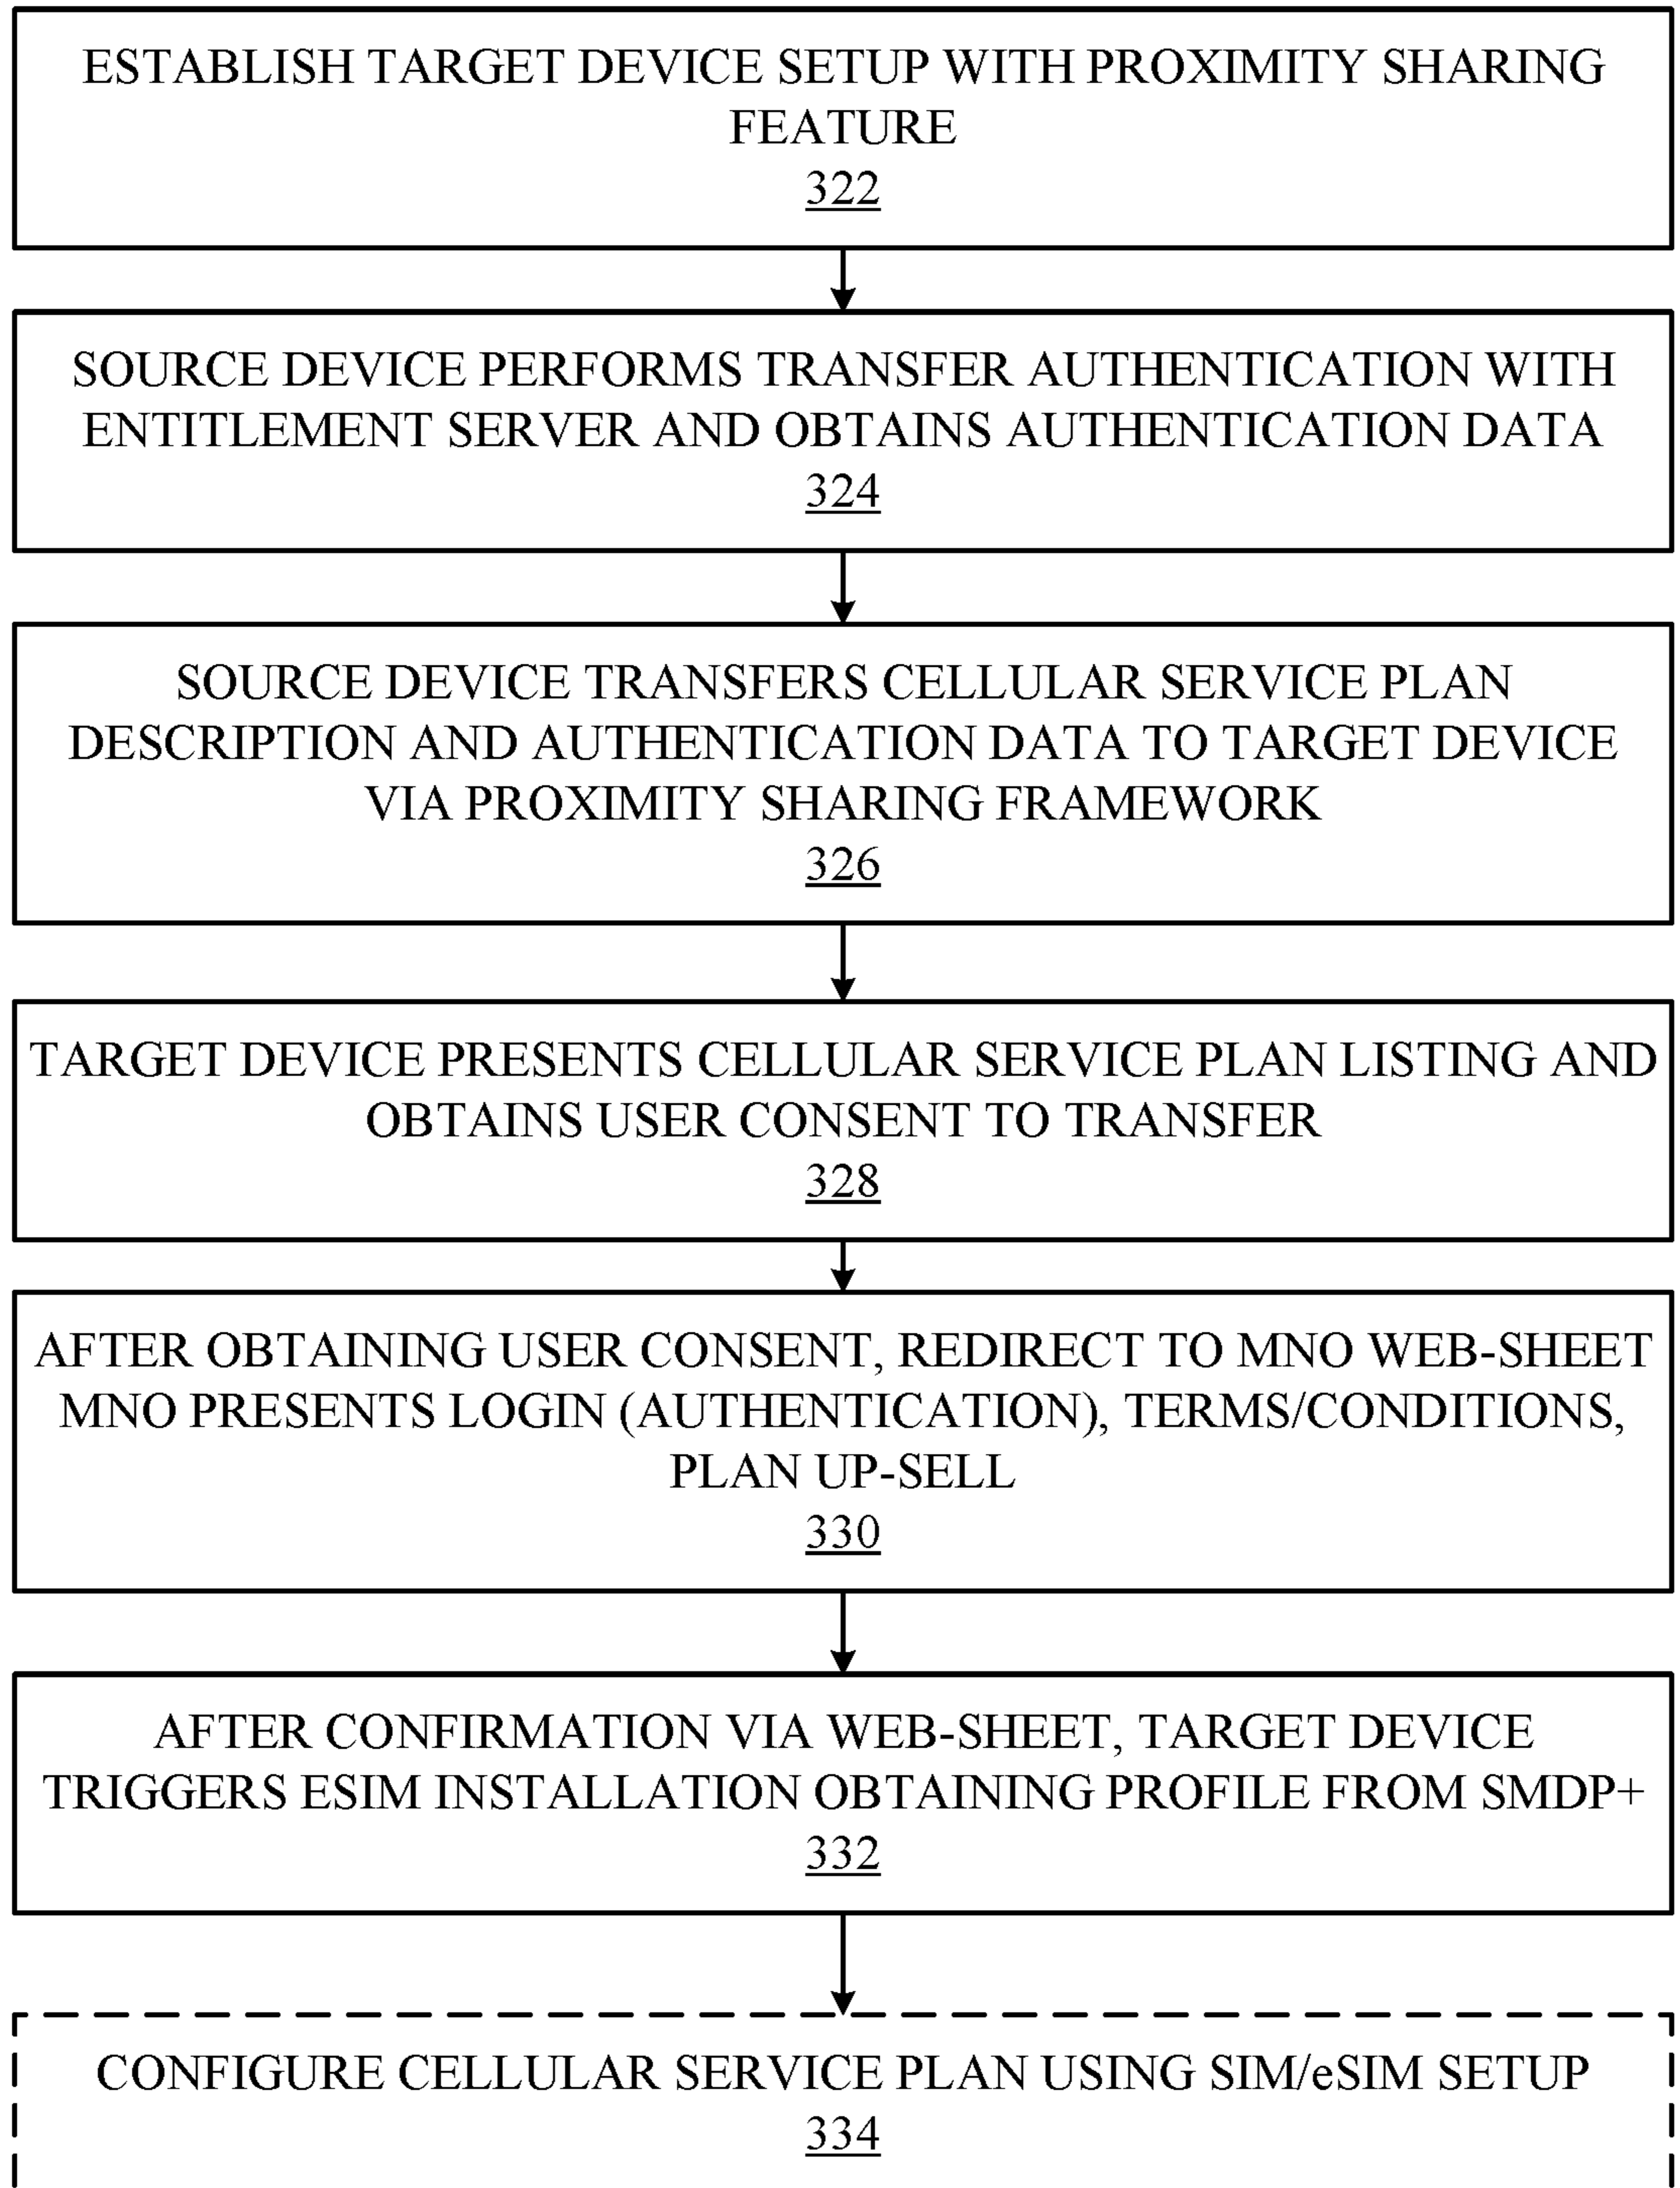 ESTABLISH TARGET DEVICE SETUP WITH PROXIMITY SHARING
FEATURE
322
SOURCE DEVICE PERFORMS TRANSFER AUTHENTICATION WITH
ENTITLEMENT SERVER AND OBTAINS AUTHENTICATION DATA
324
SOURCE DEVICE TRANSFERS CELLULAR SERVICE PLAN
DESCRIPTION AND AUTHENTICATION DATA TO TARGET DEVICE
VIA PROXIMITY SHARING FRAMEWORK
326
TARGET DEVICE PRESENTS CELLULAR SERVICE PLAN LISTING AND
OBTAINS USER CONSENT TO TRANSFER
328
AFTER OBTAINING USER CONSENT, REDIRECT TO MNO WEB-SHEET
MNO PRESENTS LOGIN (AUTHENTICATION), TERMS/CONDITIONS,
PLAN UP-SELL
330
AFTER CONFIRMATION VIA WEB-SHEET, TARGET DEVICE
TRIGGERS ESIM INSTALLATION OBTAINING PROFILE FROM SMDP+
332
CONFIGURE CELLULAR SERVICE PLAN USING SIM/eSIM SETUP
334